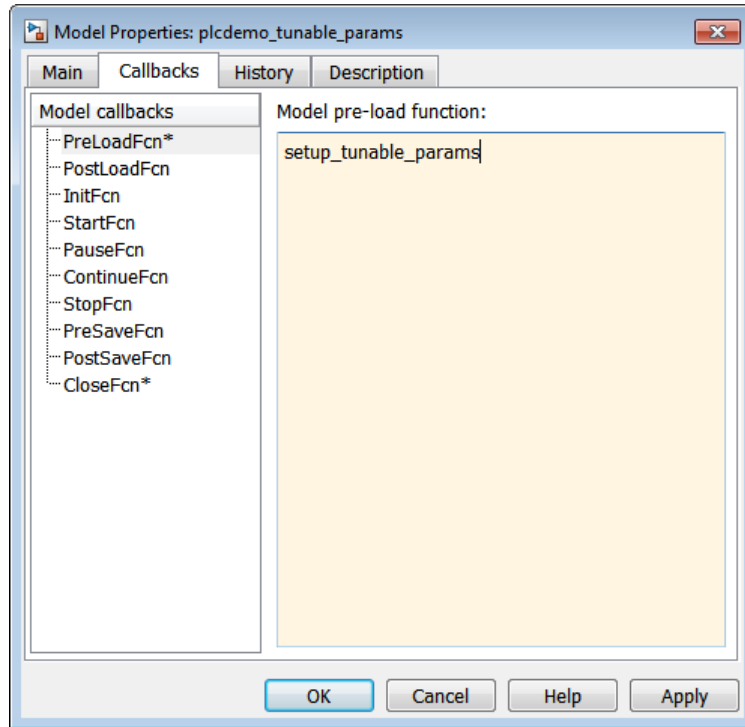 Model Properties: plcdemo_tunable_params
Main Callbacks History Description
Model callbacks
PreLoadFcn*
PostLoadFcn
InitFcn
StartFcn
PauseFcn
ContinueFcn
StopFcn
PreSaveFcn
PostSaveFcn
CloseFcn*
Model pre-load function:
setup_tunable_params
OK Cancel Help Apply